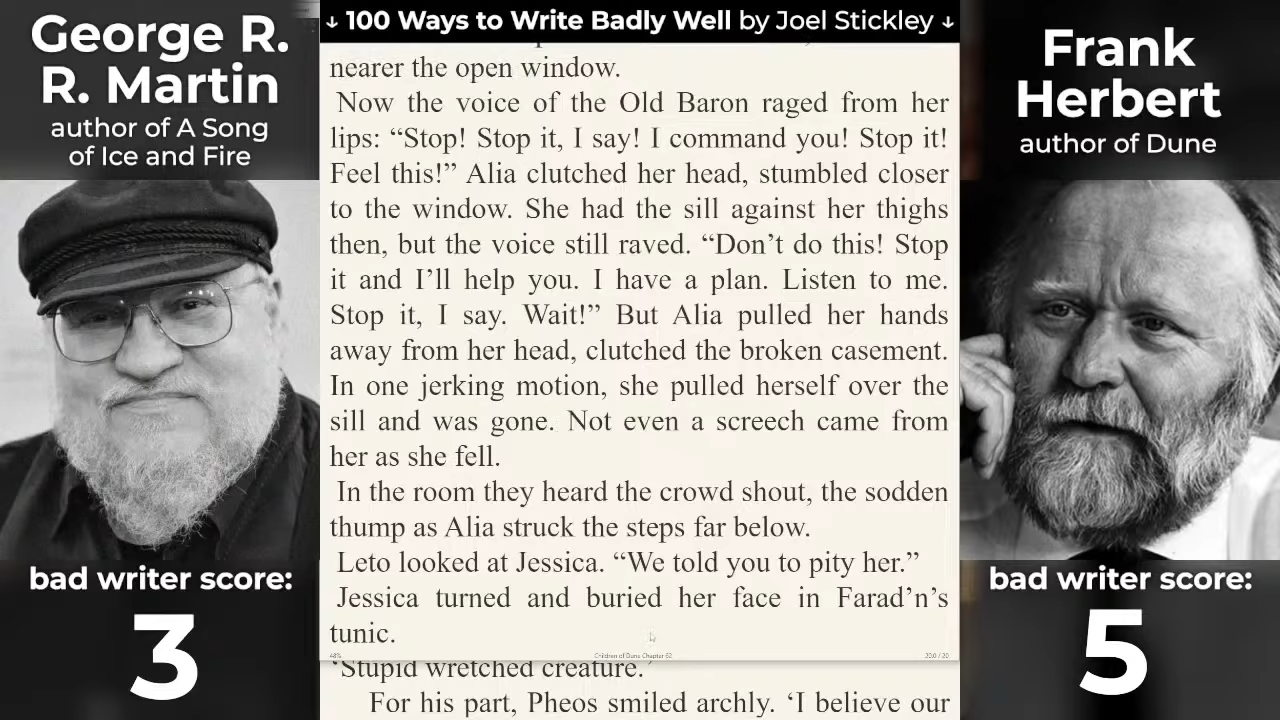 George R.
R. Martin
author of A Song
of Ice and Fire
bad writer score:
3
↓ 100 Ways to Write Badly Well by Joel Stickley ↓
nearer the open window.
Now the voice of the Old Baron raged from her
lips: “Stop! Stop it, I say! I command you! Stop it!
Feel this!” Alia clutched her head, stumbled closer
to the window. She had the sill against her thighs
then, but the voice still raved. “Don’t do this! Stop
it and I’ll help you. I have a plan. Listen to me.
Stop it, I say. Wait!” But Alia pulled her hands
away from her head, clutched the broken casement.
In one jerking motion, she pulled herself over the
sill and was gone. Not even a screech came from
her as she fell.
In the room they heard the crowd shout, the sodden
thump as Alia struck the steps far below.
Leto looked at Jessica. “We told you to pity her.”
Jessica turned and buried her face in Farad’n’s
tunic.
48% Children of Dune Chapter 62 20.0 / 20
‘Stupid wretched creature.’
For his part, Pheos smiled archly. ‘I believe our
Frank
Herbert
author of Dune
bad writer score:
5